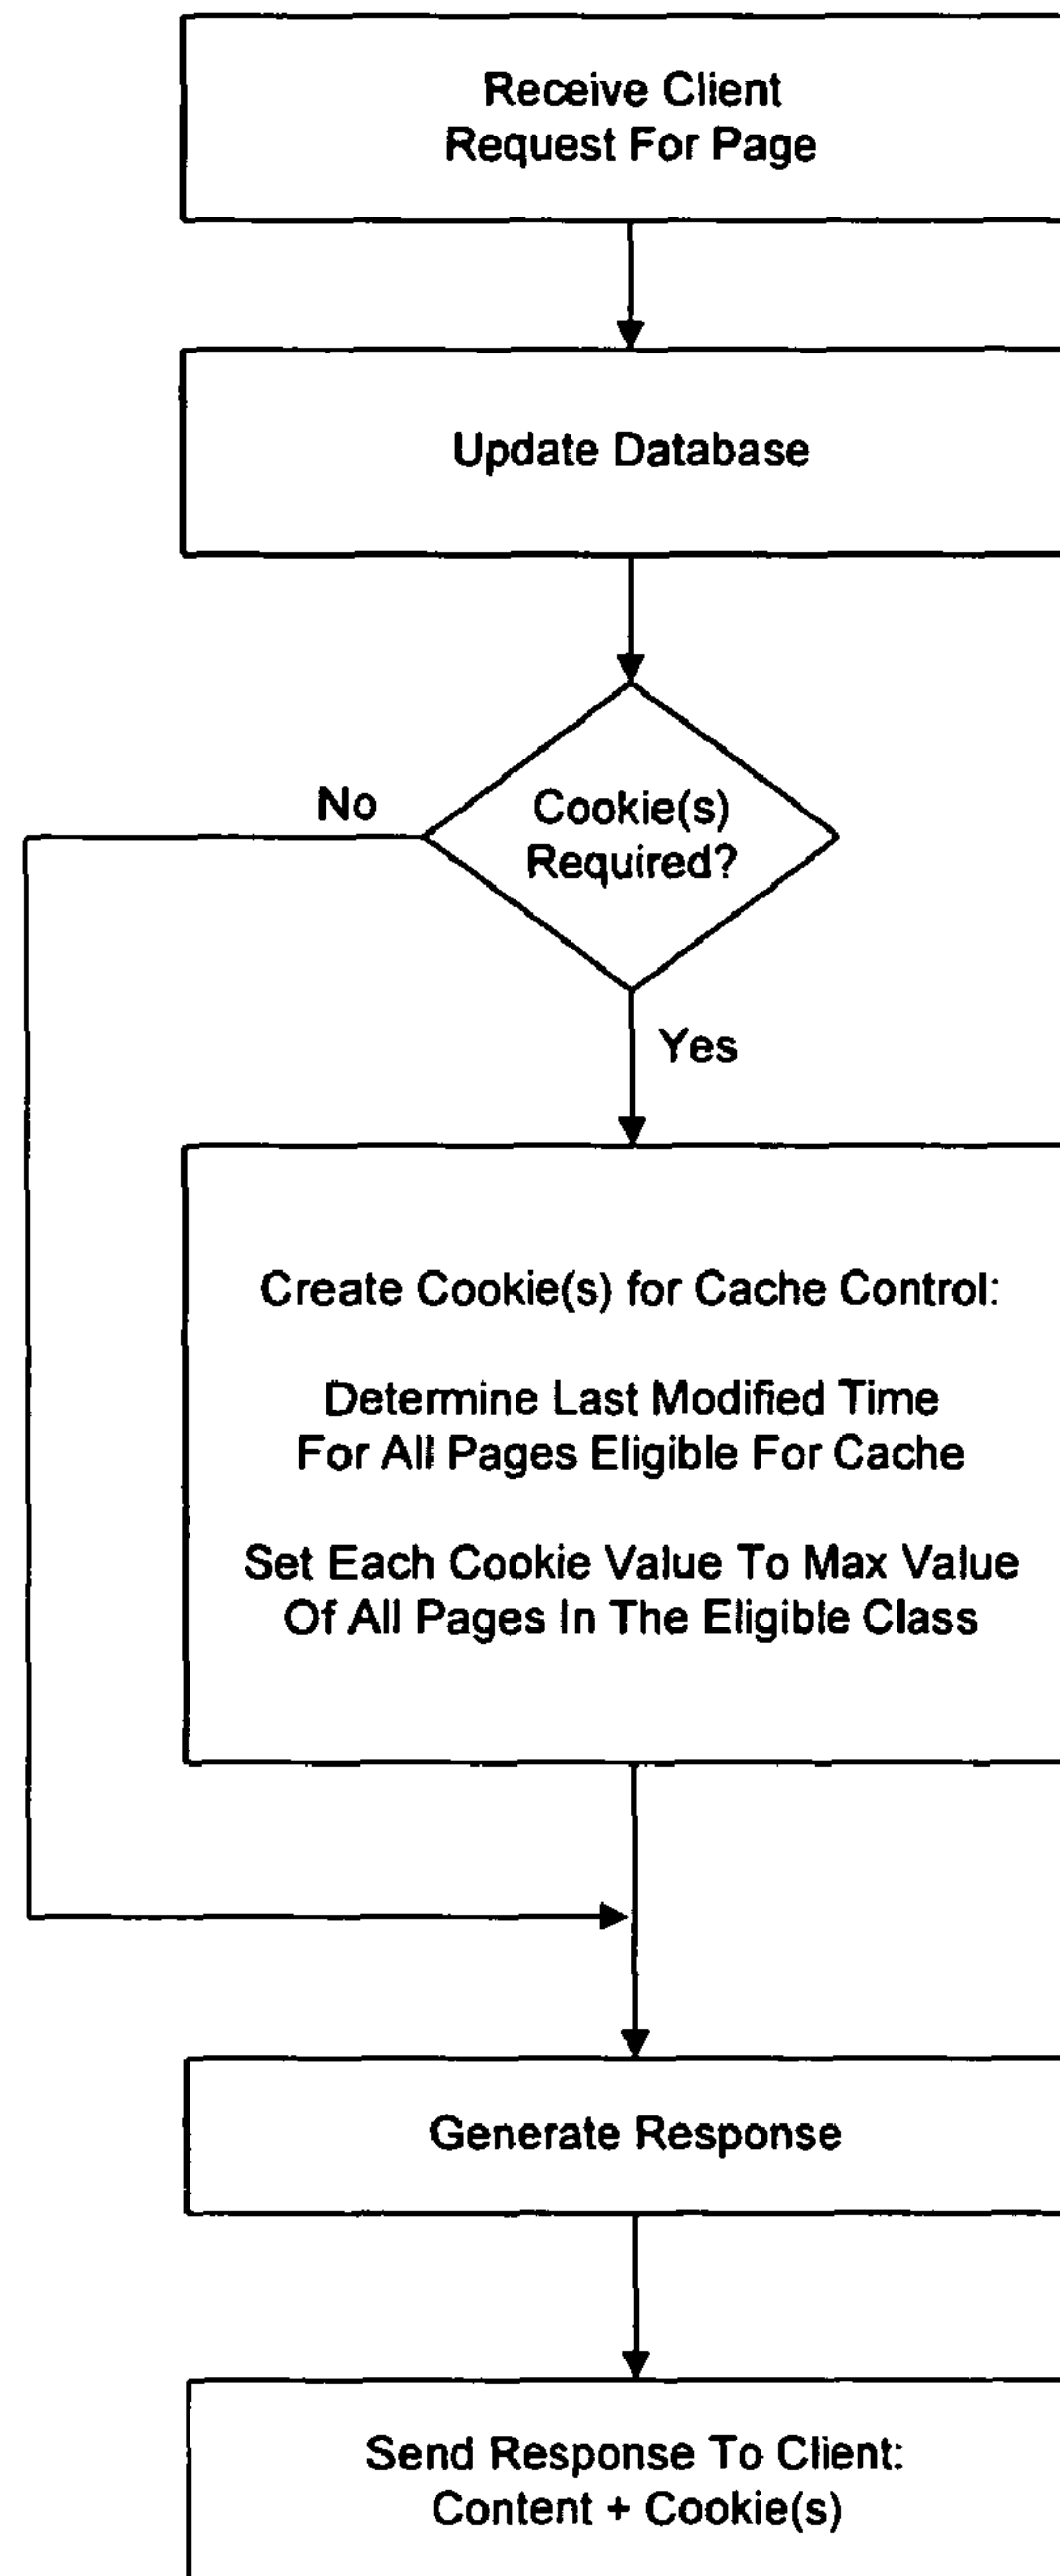 Receive Client
Request For Page
Update Database
No
Cookie(s)
Required?
Yes
Create Cookie(s) for Cache Control:
Determine Last Modified Time
For All Pages Eligible For Cache
Set Each Cookie Value To Max Value
Of All Pages In The Eligible Class
Generate Response
Send Response To Client:
Content + Cookie(s)